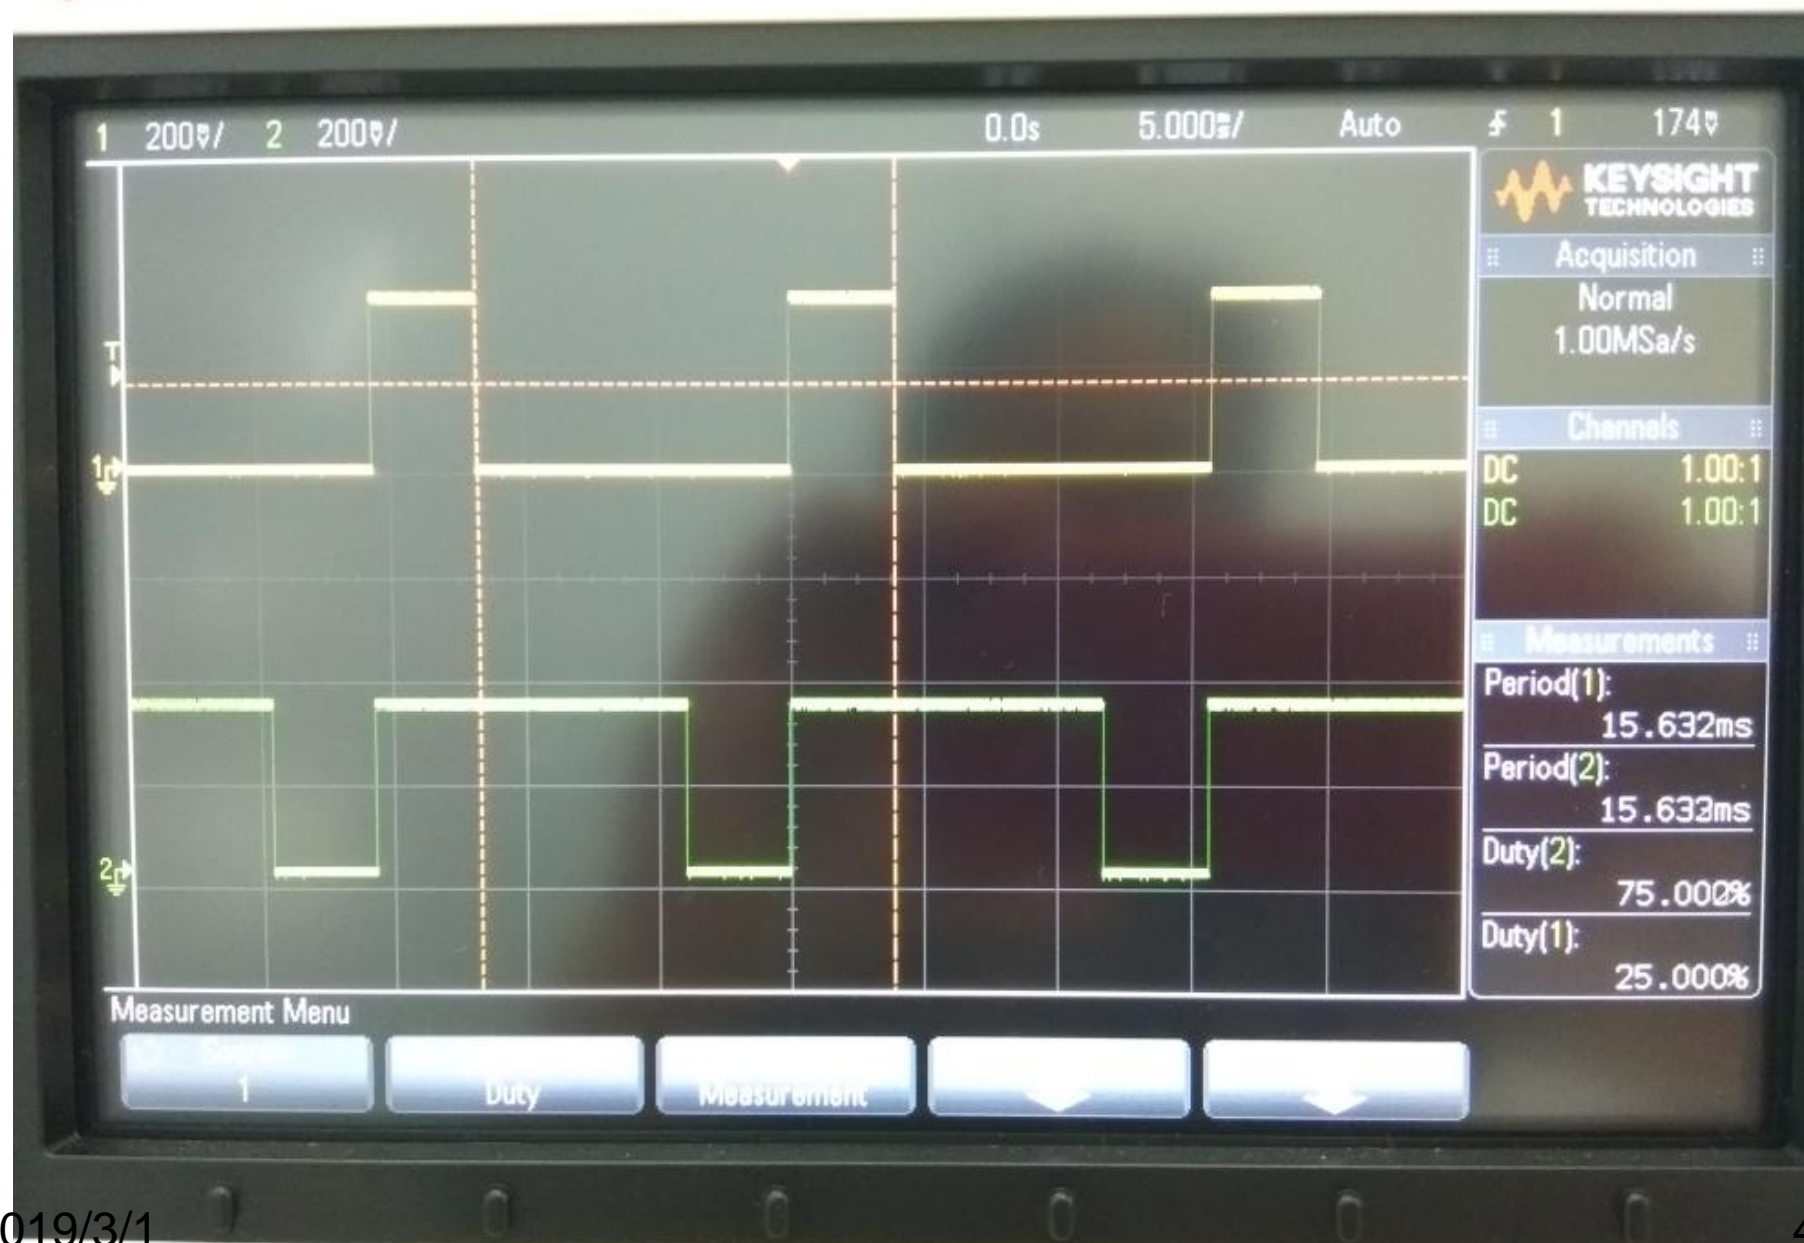 1 200mV/ 2 200mV/ 0.0s 5.000ms/ Auto 1 174mV
KEYSIGHT
TECHNOLOGIES
Acquisition
Normal
1.00MSa/s
T
Channels
1
DC 1.00:1
DC 1.00:1
Measurements
Period(1):
15.632ms
Period(2):
15.633ms
Duty(2):
2
75.000%
Duty(1):
25.000%
Measurement Menu
1
Duty
Measurement
019/3/1